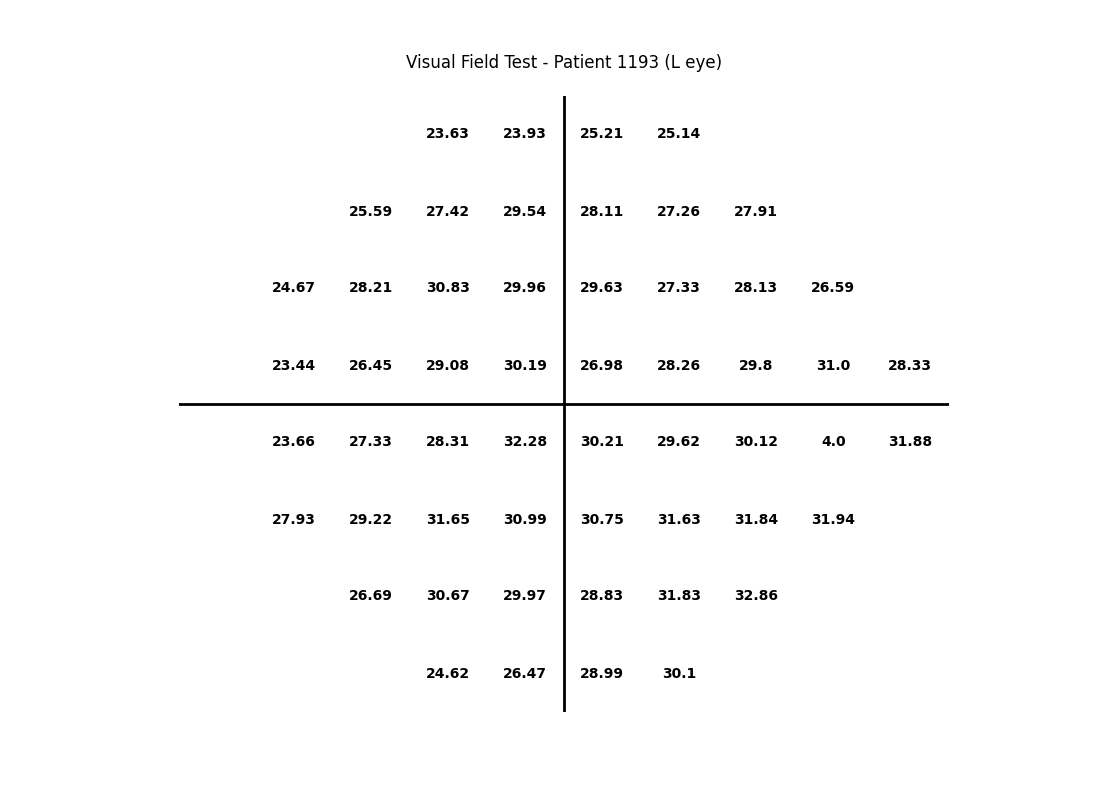 Visual Field Test - Patient 1193 (L eye)
23.63 23.93 25.21 25.14
25.59 27.42 29.54 28.11 27.26 27.91
24.67 28.21 30.83 29.96 29.63 27.33 28.13 26.59
23.44 26.45 29.08 30.19 26.98 28.26 29.8 31.0 28.33
23.66 27.33 28.31 32.28 30.21 29.62 30.12 4.0 31.88
27.93 29.22 31.65 30.99 30.75 31.63 31.84 31.94
26.69 30.67 29.97 28.83 31.83 32.86
24.62 26.47 28.99 30.1